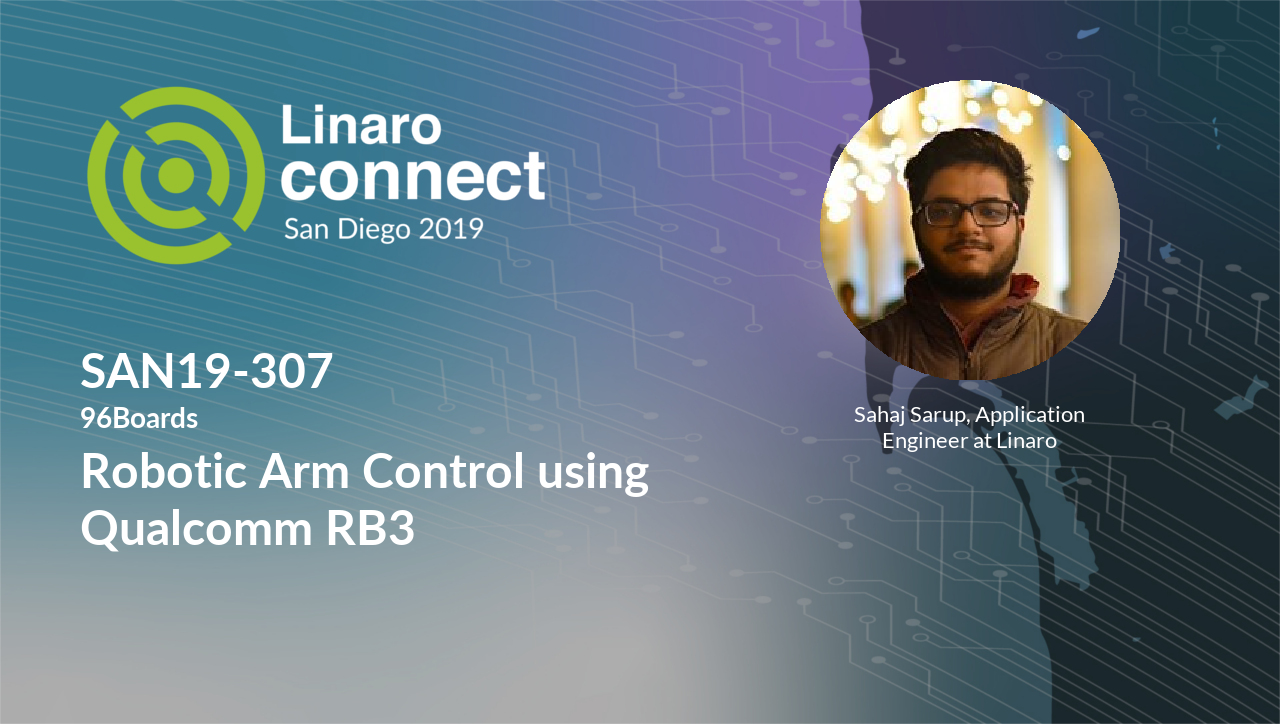 Linaro
connect
San Diego 2019
SAN19-307
96Boards
Robotic Arm Control using
Qualcomm RB3
Sahaj Sarup, Application
Engineer at Linaro